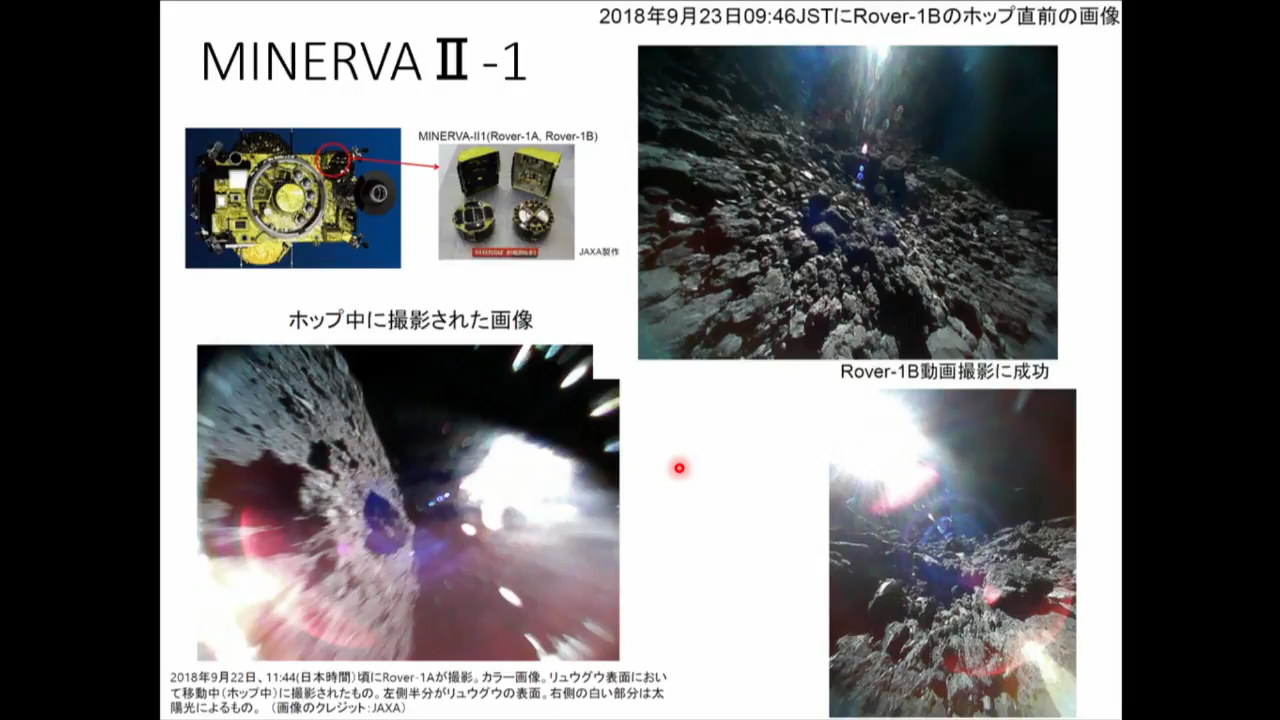 2018年9月23日09:46JSTにRover-1Bのホップ直前の画像
MINERVAⅡ-1
MINERVA-II1(Rover-1A, Rover-1B)
JAXA製作
ホップ中に撮影された画像
Rover-1B動画撮影に成功
2018年9月22日、11:44(日本時間)頃にRover-1Aが撮影。カラー画像。リュウグウ表面におい
て移動中(ホップ中)に撮影されたもの。左側半分がリュウグウの表面。右側の白い部分は太
陽光によるもの。 (画像のクレジット:JAXA)